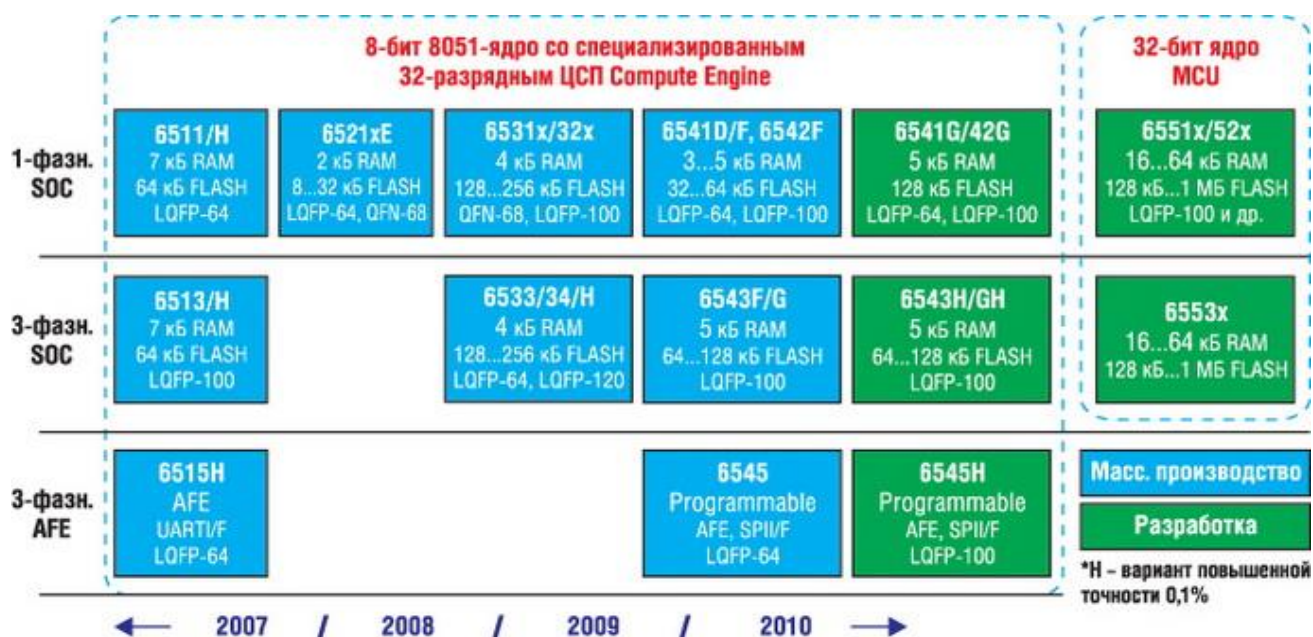 8-бит 8051-ядро со специализированным
32-разрядным ЦСП Compute Engine
32-бит ядро
MCU
1-фазн.
SOC
6511/H
7 кБ RAM
64 кБ FLASH
LQFP-64
6521xE
2 кБ RAM
8...32 кБ FLASH
LQFP-64, QFN-68
6531x/32x
4 кБ RAM
128...256 кБ FLASH
QFN-68, LQFP-100
6541D/F, 6542F
3...5 кБ RAM
32...64 кБ FLASH
LQFP-64, LQFP-100
6541G/42G
5 кБ RAM
128 кБ FLASH
LQFP-64, LQFP-100
6551x/52x
16...64 кБ RAM
128 кБ...1 МБ FLASH
LQFP-100 и др.
3-фазн.
SOC
6513/H
7 кБ RAM
64 кБ FLASH
LQFP-100
6533/34/H
4 кБ RAM
128...256 кБ FLASH
LQFP-64, LQFP-120
6543F/G
5 кБ RAM
64...128 кБ FLASH
LQFP-100
6543H/GH
5 кБ RAM
64...128 кБ FLASH
LQFP-100
6553x
16...64 кБ RAM
128 кБ...1 МБ FLASH
3-фазн.
AFE
6515H
AFE
UARTI/F
LQFP-64
6545
Programmable
AFE, SPII/F
LQFP-64
6545H
Programmable
AFE, SPII/F
LQFP-100
Масс. производство
Разработка
*H – вариант повышенной
точности 0,1%
2007 / 2008 / 2009 / 2010